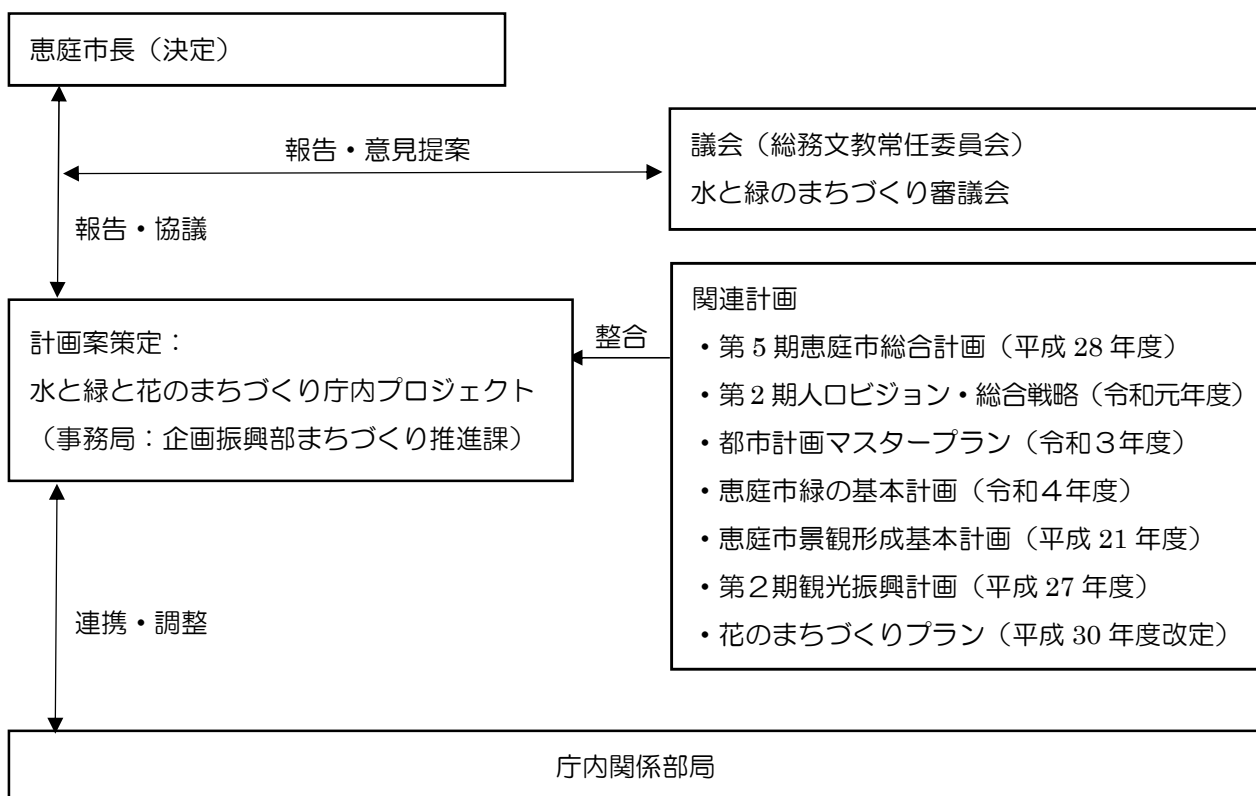 恵庭市長（決定）
報告・意見提案
議会（総務文教常任委員会）
水と緑のまちづくり審議会
報告・協議
計画案策定：
水と緑と花のまちづくり庁内プロジェクト
（事務局：企画振興部まちづくり推進課）
整合
関連計画
・第5期恵庭市総合計画（平成28年度）
・第2期人口ビジョン・総合戦略（令和元年度）
・都市計画マスタープラン（令和３年度）
・恵庭市緑の基本計画（令和４年度）
・恵庭市景観形成基本計画（平成21年度）
・第２期観光振興計画（平成27年度）
・花のまちづくりプラン（平成30年度改定）
連携・調整
庁内関係部局